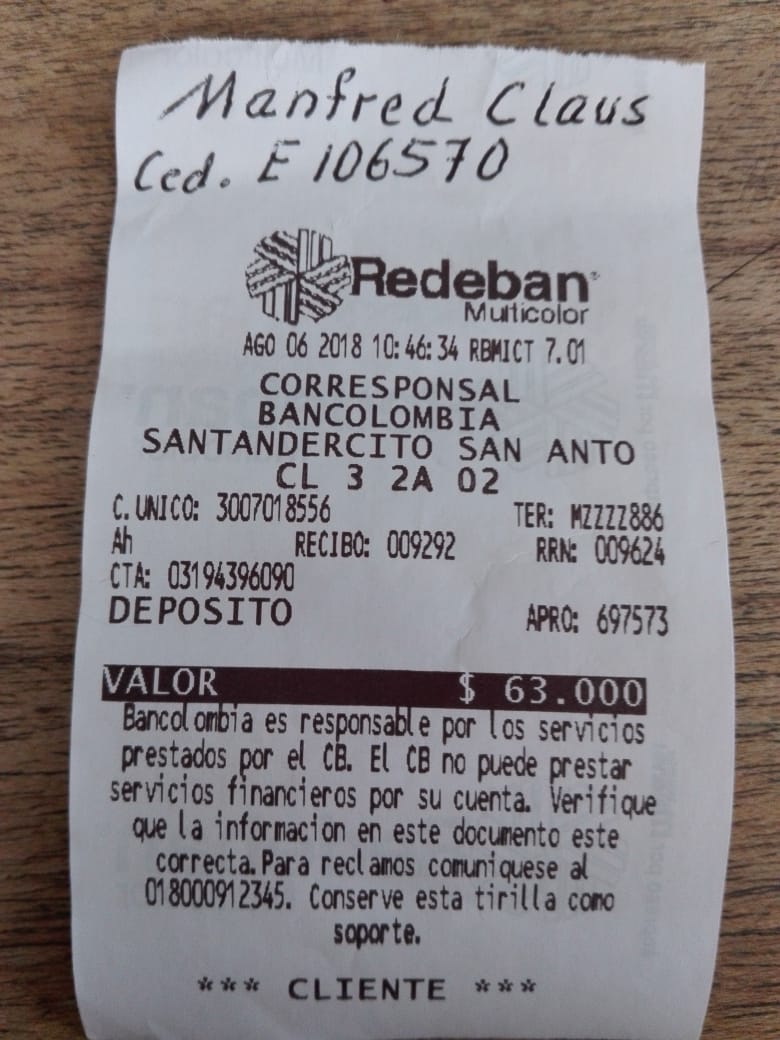 Manfred Claus
Ced. E 106570
Redeban
Multicolor
AGO 06 2018 10:46:34 RBMICT 7.01
CORRESPONSAL
BANCOLOMBIA
SANTANDERCITO SAN ANTO
CL 3 2A 02
C. UNICO: 3007018556 TER: MZZZZ886
Ah RECIBO: 009292 RRN: 009624
CTA: 03194396090
DEPOSITO APRO: 697573
VALOR $ 63.000
Bancolombia es responsable por los servicios
prestados por el CB. El CB no puede prestar
servicios financieros por su cuenta. Verifique
que la informacion en este documento este
correcta. Para reclamos comuniquese al
018000912345. Conserve esta tirilla como
soporte.
*** CLIENTE ***